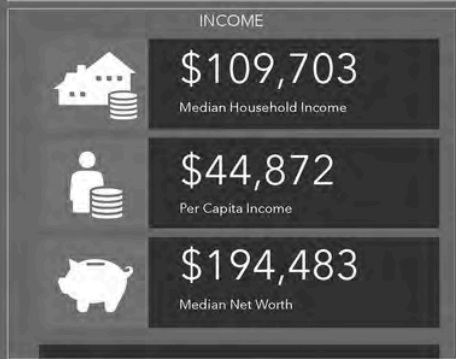 INCOME
$109,703
Median Household Income
$44,872
Per Capita Income
$194,483
Median Net Worth